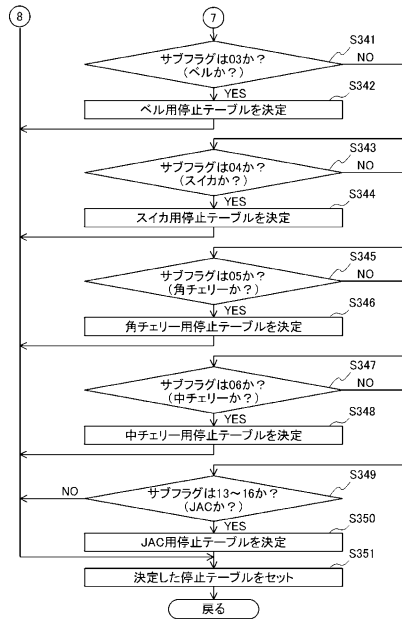 8
7
S341
サブフラグは03か?
(ベルか?)
NO
YES
S342
ベル用停止テーブルを決定
S343
サブフラグは04か?
(スイカか?)
NO
YES
S344
スイカ用停止テーブルを決定
S345
サブフラグは05か?
(角チェリーか?)
NO
YES
S346
角チェリー用停止テーブルを決定
S347
サブフラグは06か?
(中チェリーか?)
NO
YES
S348
中チェリー用停止テーブルを決定
S349
NO
サブフラグは13~16か?
(JACか?)
YES
S350
JAC用停止テーブルを決定
S351
決定した停止テーブルをセット
戻る